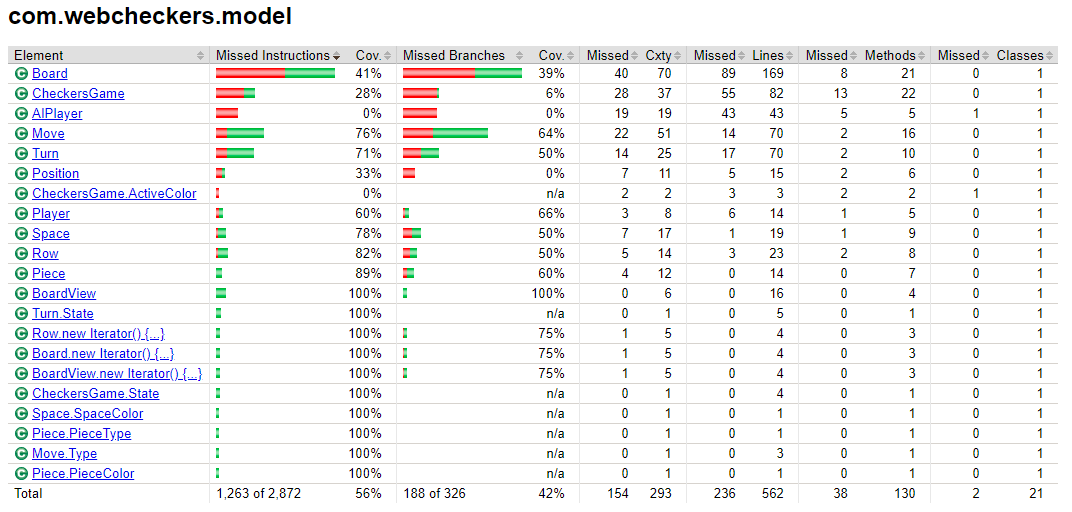 com.webcheckers.model
Element Missed Instructions Cov. Missed Branches Cov. Missed Cxty Missed Lines Missed Methods Missed Classes
C Board 41% 39% 40 70 89 169 8 21 0 1
C CheckersGame 28% 6% 28 37 55 82 13 22 0 1
C AIPlayer 0% 0% 19 19 43 43 5 5 1 1
C Move 76% 64% 22 51 14 70 2 16 0 1
C Turn 71% 50% 14 25 17 70 2 10 0 1
C Position 33% 0% 7 11 5 15 2 6 0 1
C CheckersGame.ActiveColor 0% n/a 2 2 3 3 2 2 1 1
C Player 60% 66% 3 8 6 14 1 5 0 1
C Space 78% 50% 7 17 1 19 1 9 0 1
C Row 82% 50% 5 14 3 23 2 8 0 1
C Piece 89% 60% 4 12 0 14 0 7 0 1
C BoardView 100% 100% 0 6 0 16 0 4 0 1
C Turn.State 100% n/a 0 1 0 5 0 1 0 1
C Row.new Iterator() {...} 100% 75% 1 5 0 4 0 3 0 1
C Board.new Iterator() {...} 100% 75% 1 5 0 4 0 3 0 1
C BoardView.new Iterator() {...} 100% 75% 1 5 0 4 0 3 0 1
C CheckersGame.State 100% n/a 0 1 0 4 0 1 0 1
C Space.SpaceColor 100% n/a 0 1 0 1 0 1 0 1
C Piece.PieceType 100% n/a 0 1 0 1 0 1 0 1
C Move.Type 100% n/a 0 1 0 3 0 1 0 1
C Piece.PieceColor 100% n/a 0 1 0 1 0 1 0 1
Total 1,263 of 2,872 56% 188 of 326 42% 154 293 236 562 38 130 2 21